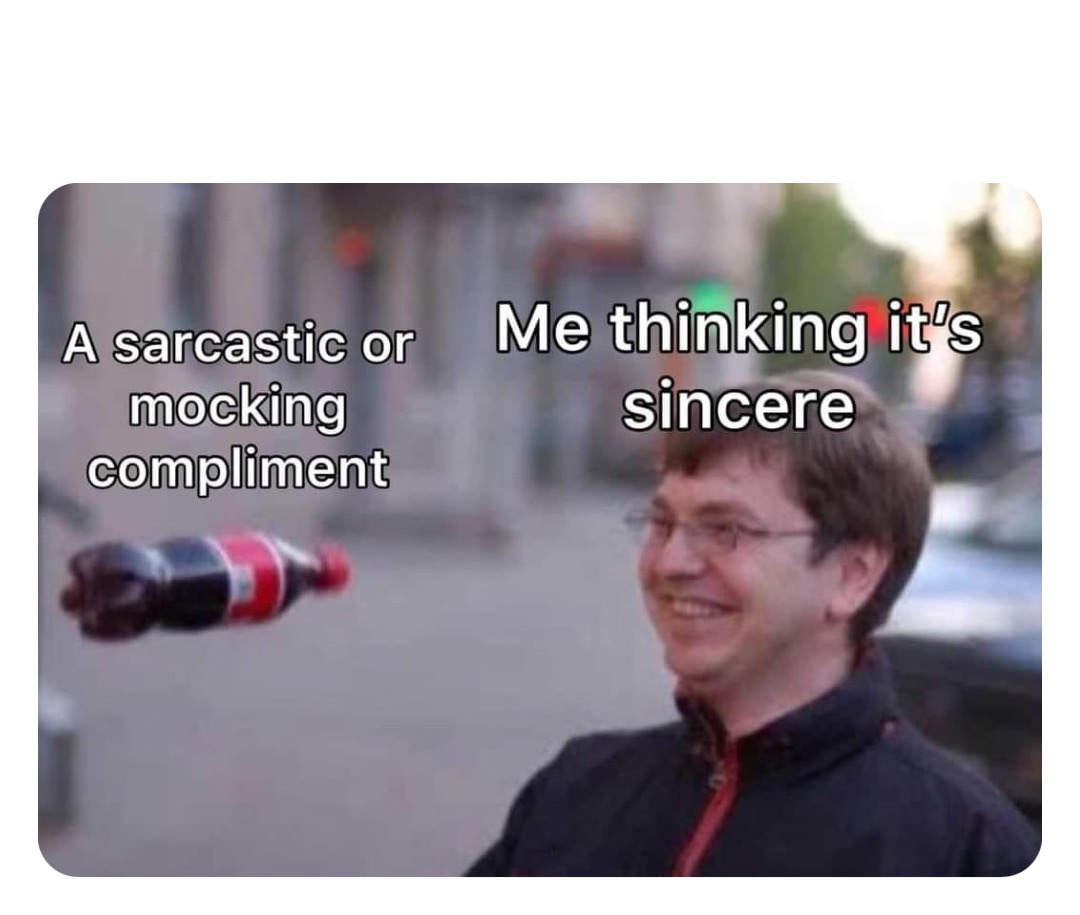 A sarcastic or
mocking
compliment
Me thinking it’s
sincere